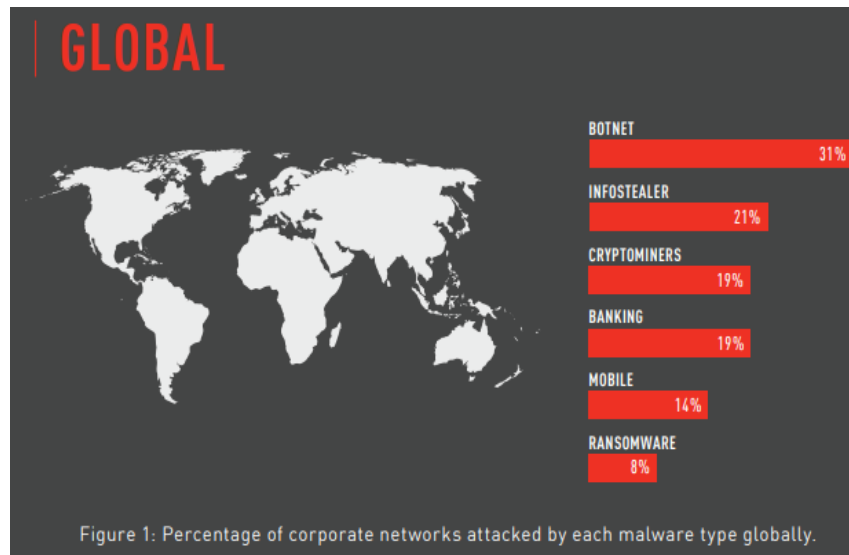 GLOBAL
BOTNET
31%
INFOSTEALER
21%
CRYPTOMINERS
19%
BANKING
19%
MOBILE
14%
RANSOMWARE
8%
Figure 1: Percentage of corporate networks attacked by each malware type globally.